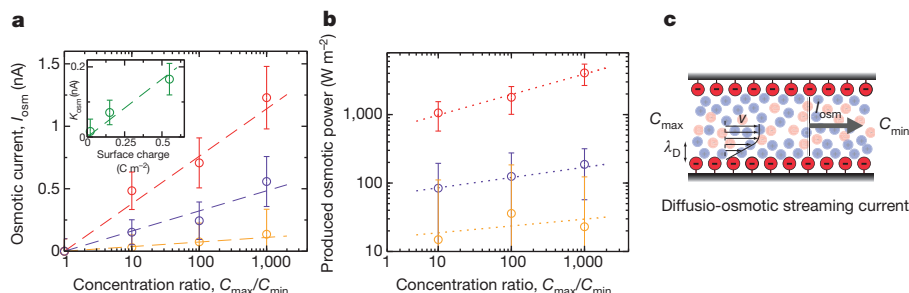 a
Osmotic current, I_osm (nA)
1.5
1
0.5
0
K_osm (nA)
0.2
0
0
0.25
0.5
Surface charge
(C m⁻²)
1
10
100
1,000
Concentration ratio, C_max/C_min
b
Produced osmotic power (W m⁻²)
1,000
100
10
1
10
100
1,000
Concentration ratio, C_max/C_min
c
C_max
v
I_osm
C_min
λ_D
Diffusio-osmotic streaming current